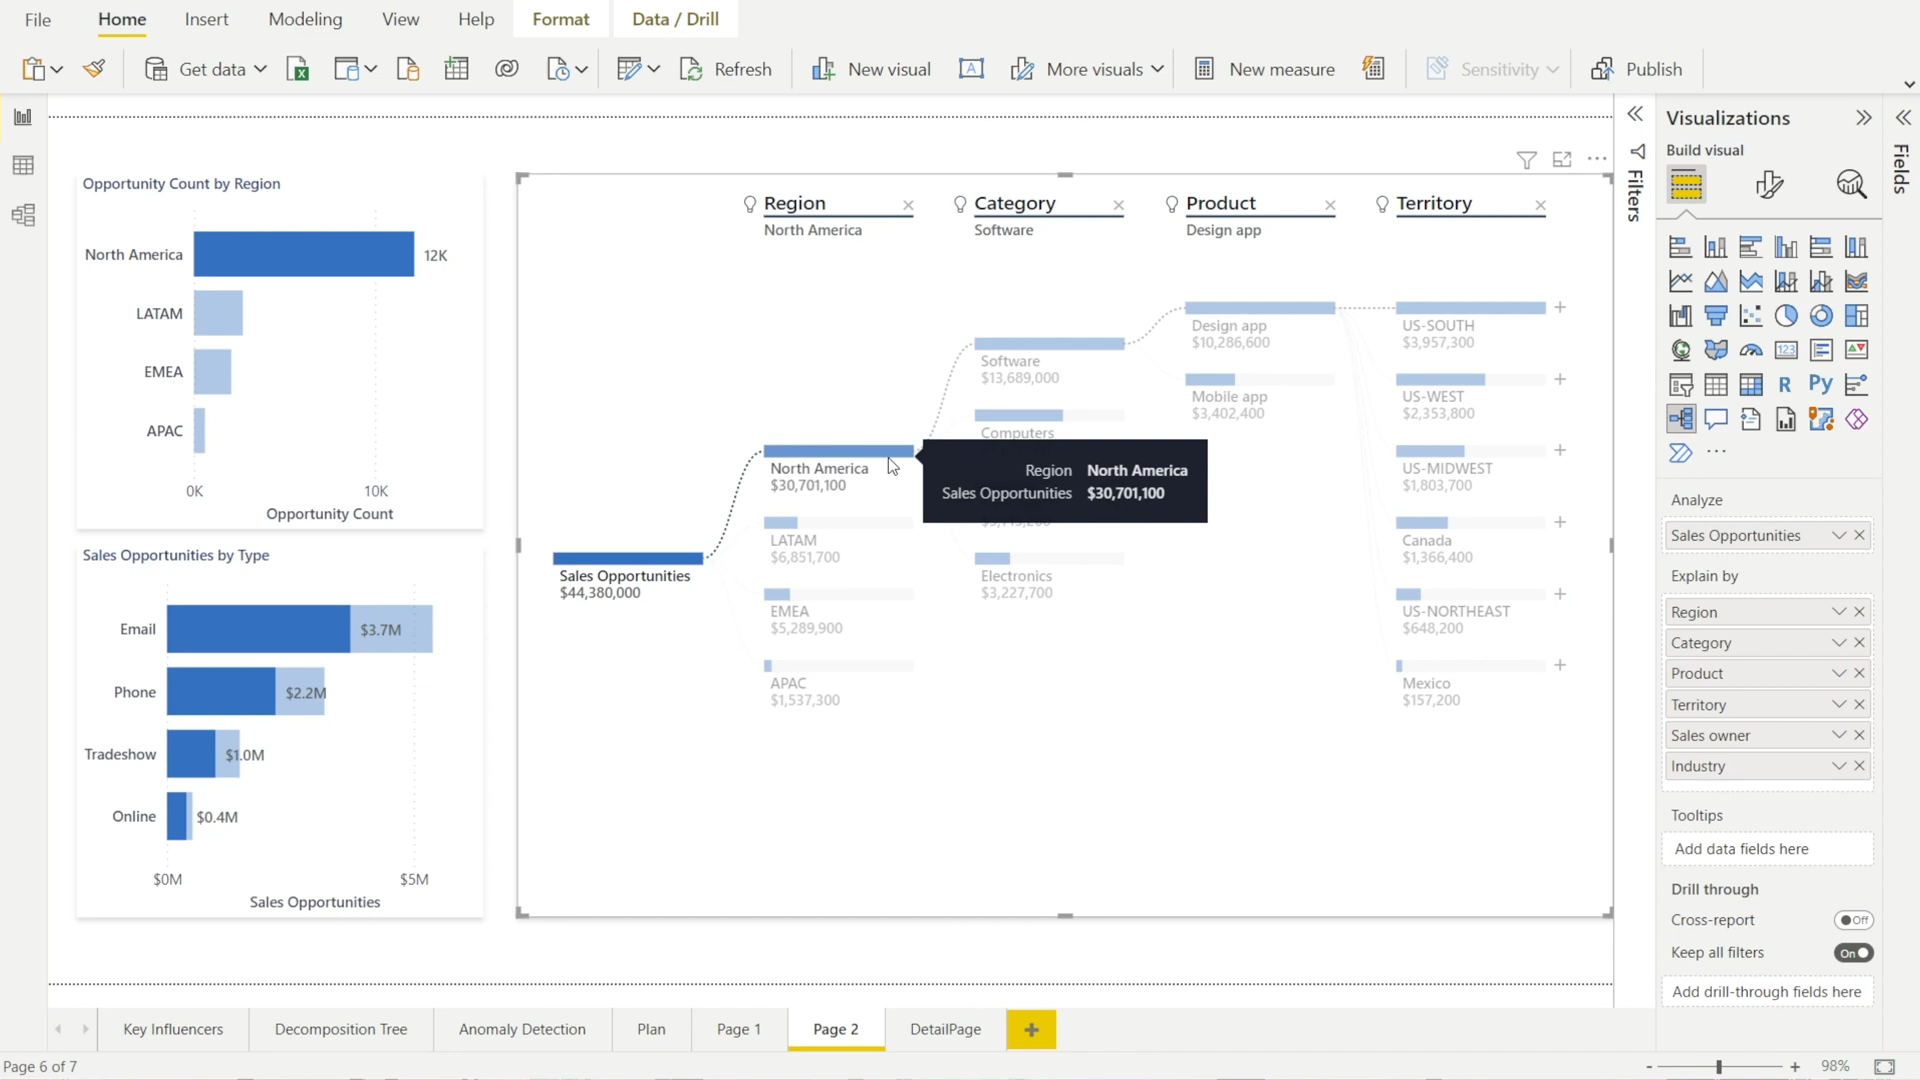 File Home Insert Modeling View Help Format Data / Drill
Get data Refresh New visual More visuals New measure Sensitivity Publish
Opportunity Count by Region
North America 12K
LATAM
EMEA
APAC
0K 10K
Opportunity Count
Sales Opportunities by Type
Email $3.7M
Phone $2.2M
Tradeshow $1.0M
Online $0.4M
$0M $5M
Sales Opportunities
Region
North America
Category
Software
Product
Design app
Territory
Sales Opportunities
$44,380,000
North America
$30,701,100
LATAM
$6,851,700
EMEA
$5,289,900
APAC
$1,537,300
Software
$13,689,000
Computers
Electronics
$3,227,700
Region North America
Sales Opportunities $30,701,100
Design app
$10,286,600
Mobile app
$3,402,400
US-SOUTH
$3,957,300
US-WEST
$2,353,800
US-MIDWEST
$1,803,700
Canada
$1,366,400
US-NORTHEAST
$648,200
Mexico
$157,200
Filters
Visualizations
Build visual
123
R Py
Analyze
Sales Opportunities
Explain by
Region
Category
Product
Territory
Sales owner
Industry
Tooltips
Add data fields here
Drill through
Cross-report Off
Keep all filters On
Add drill-through fields here
Fields
Key Influencers Decomposition Tree Anomaly Detection Plan Page 1 Page 2 DetailPage
Page 6 of 7
98%